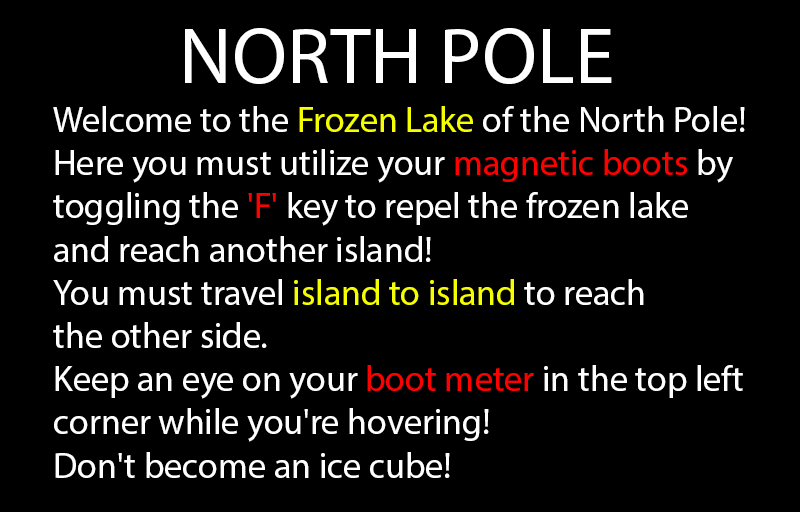 NORTH POLE
Welcome to the Frozen Lake of the North Pole!
Here you must utilize your magnetic boots by
toggling the 'F' key to repel the frozen lake
and reach another island!
You must travel island to island to reach
the other side.
Keep an eye on your boot meter in the top left
corner while you're hovering!
Don't become an ice cube!